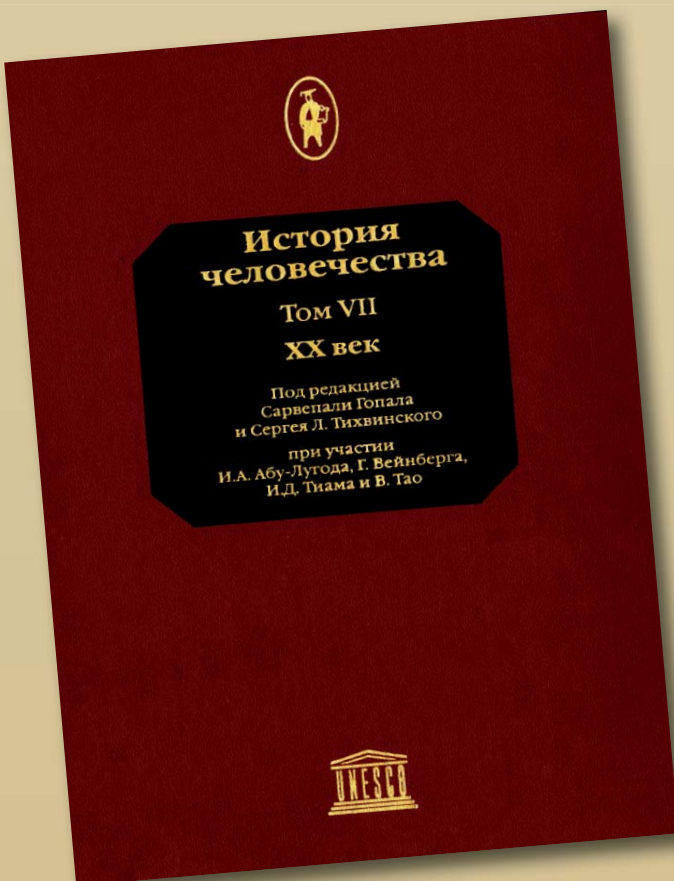 История
человечества
Том VII
XX век
Под редакцией
Сарвепали Гопала
и Сергея Л. Тихвинского
при участии
И.А. Абу-Лугода, Г. Вейнберга,
И.Д. Тиама и В. Тао
UNESCO